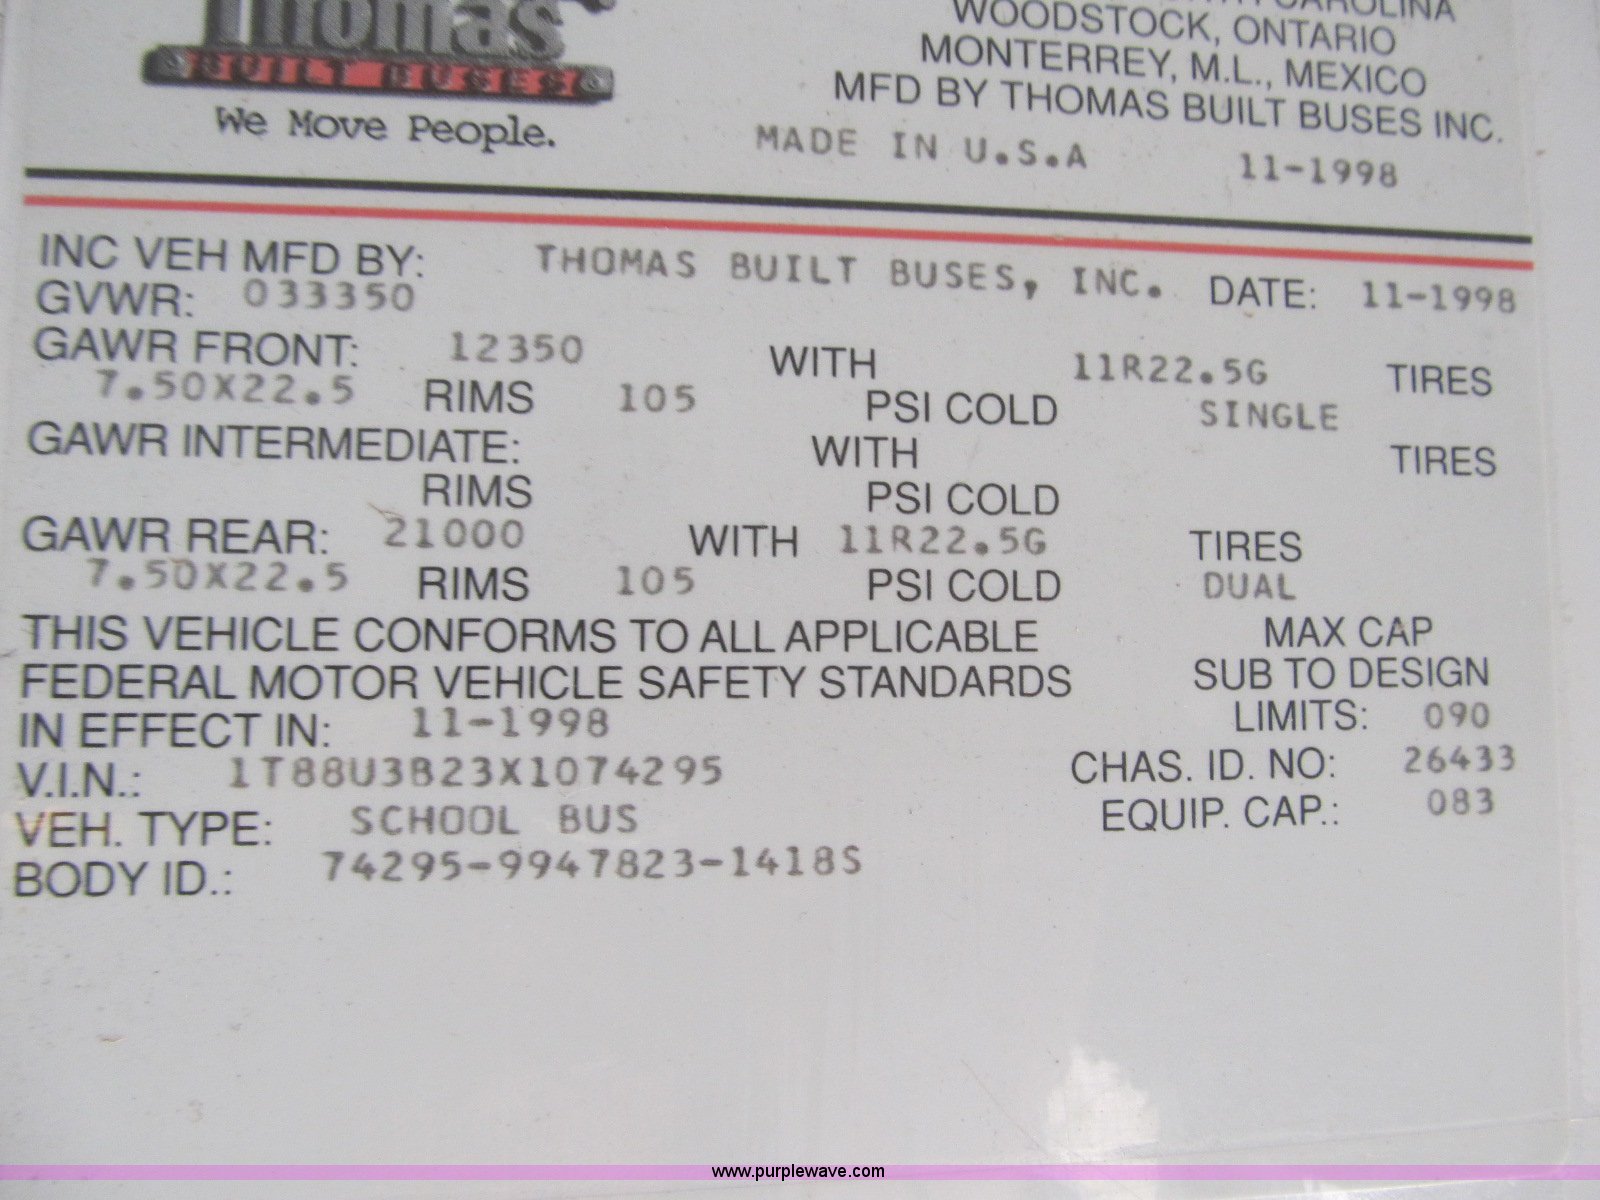 Thomas
BUILT BUSES
We Move People.
CAROLINA
WOODSTOCK, ONTARIO
MONTERREY, M.L., MEXICO
MFD BY THOMAS BUILT BUSES INC.
MADE IN U.S.A 11-1998
INC VEH MFD BY: THOMAS BUILT BUSES, INC. DATE: 11-1998
GVWR: 033350
GAWR FRONT: 12350 WITH 11R22.5G TIRES
7.50X22.5 RIMS 105 PSI COLD SINGLE
GAWR INTERMEDIATE: WITH TIRES
RIMS PSI COLD
GAWR REAR: 21000 WITH 11R22.5G TIRES
7.50X22.5 RIMS 105 PSI COLD DUAL
THIS VEHICLE CONFORMS TO ALL APPLICABLE MAX CAP
FEDERAL MOTOR VEHICLE SAFETY STANDARDS SUB TO DESIGN
IN EFFECT IN: 11-1998 LIMITS: 090
V.I.N.: 1T88U3B23X1074295 CHAS. ID. NO: 26433
VEH. TYPE: SCHOOL BUS EQUIP. CAP.: 083
BODY ID.: 74295-9947823-1418S
www.purplewave.com